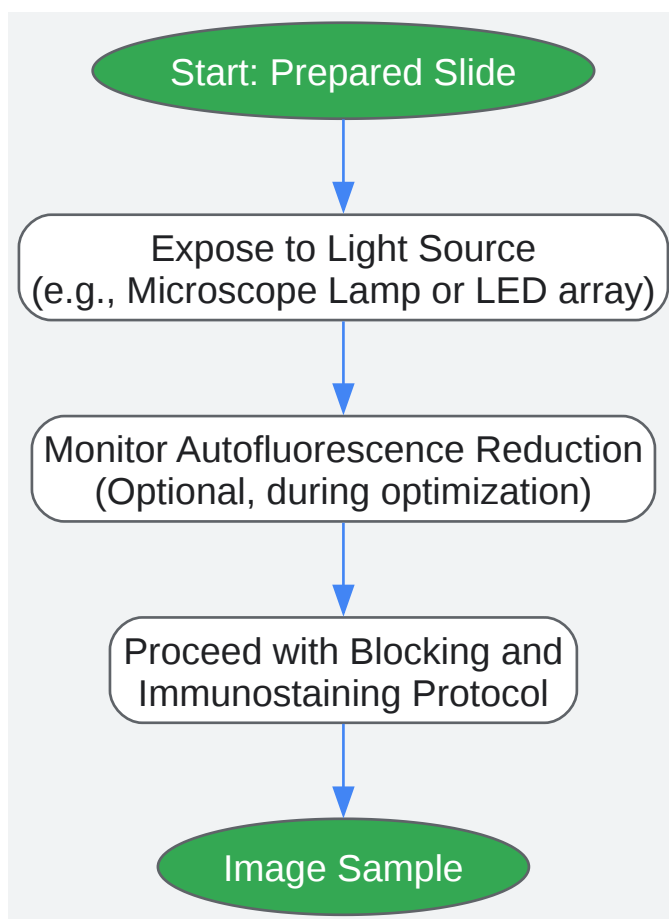 Start: Prepared Slide
Expose to Light Source
(e.g., Microscope Lamp or LED array)
Monitor Autofluorescence Reduction
(Optional, during optimization)
Proceed with Blocking and
Immunostaining Protocol
Image Sample